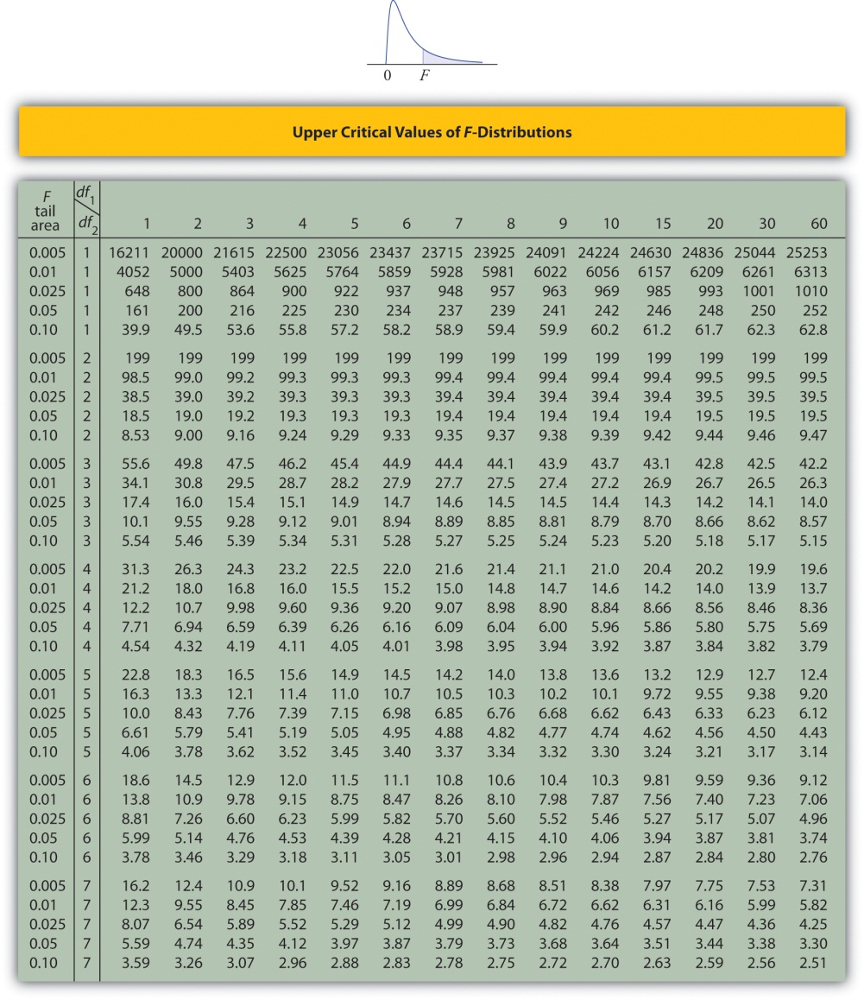 0 F
Upper Critical Values of F-Distributions
F tail area df1 df2 1 2 3 4 5 6 7 8 9 10 15 20 30 60
0.005 1 16211 20000 21615 22500 23056 23437 23715 23925 24091 24224 24630 24836 25044 25253
0.01 1 4052 5000 5403 5625 5764 5859 5928 5981 6022 6056 6157 6209 6261 6313
0.025 1 648 800 864 900 922 937 948 957 963 969 985 993 1001 1010
0.05 1 161 200 216 225 230 234 237 239 241 242 246 248 250 252
0.10 1 39.9 49.5 53.6 55.8 57.2 58.2 58.9 59.4 59.9 60.2 61.2 61.7 62.3 62.8
0.005 2 199 199 199 199 199 199 199 199 199 199 199 199 199 199
0.01 2 98.5 99.0 99.2 99.3 99.3 99.3 99.4 99.4 99.4 99.4 99.4 99.5 99.5 99.5
0.025 2 38.5 39.0 39.2 39.3 39.3 39.3 39.4 39.4 39.4 39.4 39.4 39.5 39.5 39.5
0.05 2 18.5 19.0 19.2 19.3 19.3 19.3 19.4 19.4 19.4 19.4 19.4 19.5 19.5 19.5
0.10 2 8.53 9.00 9.16 9.24 9.29 9.33 9.35 9.37 9.38 9.39 9.42 9.44 9.46 9.47
0.005 3 55.6 49.8 47.5 46.2 45.4 44.9 44.4 44.1 43.9 43.7 43.1 42.8 42.5 42.2
0.01 3 34.1 30.8 29.5 28.7 28.2 27.9 27.7 27.5 27.4 27.2 26.9 26.7 26.5 26.3
0.025 3 17.4 16.0 15.4 15.1 14.9 14.7 14.6 14.5 14.5 14.4 14.3 14.2 14.1 14.0
0.05 3 10.1 9.55 9.28 9.12 9.01 8.94 8.89 8.85 8.81 8.79 8.70 8.66 8.62 8.57
0.10 3 5.54 5.46 5.39 5.34 5.31 5.28 5.27 5.25 5.24 5.23 5.20 5.18 5.17 5.15
0.005 4 31.3 26.3 24.3 23.2 22.5 22.0 21.6 21.4 21.1 21.0 20.4 20.2 19.9 19.6
0.01 4 21.2 18.0 16.8 16.0 15.5 15.2 15.0 14.8 14.7 14.6 14.2 14.0 13.9 13.7
0.025 4 12.2 10.7 9.98 9.60 9.36 9.20 9.07 8.98 8.90 8.84 8.66 8.56 8.46 8.36
0.05 4 7.71 6.94 6.59 6.39 6.26 6.16 6.09 6.04 6.00 5.96 5.86 5.80 5.75 5.69
0.10 4 4.54 4.32 4.19 4.11 4.05 4.01 3.98 3.95 3.94 3.92 3.87 3.84 3.82 3.79
0.005 5 22.8 18.3 16.5 15.6 14.9 14.5 14.2 14.0 13.8 13.6 13.2 12.9 12.7 12.4
0.01 5 16.3 13.3 12.1 11.4 11.0 10.7 10.5 10.3 10.2 10.1 9.72 9.55 9.38 9.20
0.025 5 10.0 8.43 7.76 7.39 7.15 6.98 6.85 6.76 6.68 6.62 6.43 6.33 6.23 6.12
0.05 5 6.61 5.79 5.41 5.19 5.05 4.95 4.88 4.82 4.77 4.74 4.62 4.56 4.50 4.43
0.10 5 4.06 3.78 3.62 3.52 3.45 3.40 3.37 3.34 3.32 3.30 3.24 3.21 3.17 3.14
0.005 6 18.6 14.5 12.9 12.0 11.5 11.1 10.8 10.6 10.4 10.3 9.81 9.59 9.36 9.12
0.01 6 13.8 10.9 9.78 9.15 8.75 8.47 8.26 8.10 7.98 7.87 7.56 7.40 7.23 7.06
0.025 6 8.81 7.26 6.60 6.23 5.99 5.82 5.70 5.60 5.52 5.46 5.27 5.17 5.07 4.96
0.05 6 5.99 5.14 4.76 4.53 4.39 4.28 4.21 4.15 4.10 4.06 3.94 3.87 3.81 3.74
0.10 6 3.78 3.46 3.29 3.18 3.11 3.05 3.01 2.98 2.96 2.94 2.87 2.84 2.80 2.76
0.005 7 16.2 12.4 10.9 10.1 9.52 9.16 8.89 8.68 8.51 8.38 7.97 7.75 7.53 7.31
0.01 7 12.3 9.55 8.45 7.85 7.46 7.19 6.99 6.84 6.72 6.62 6.31 6.16 5.99 5.82
0.025 7 8.07 6.54 5.89 5.52 5.29 5.12 4.99 4.90 4.82 4.76 4.57 4.47 4.36 4.25
0.05 7 5.59 4.74 4.35 4.12 3.97 3.87 3.79 3.73 3.68 3.64 3.51 3.44 3.38 3.30
0.10 7 3.59 3.26 3.07 2.96 2.88 2.83 2.78 2.75 2.72 2.70 2.63 2.59 2.56 2.51